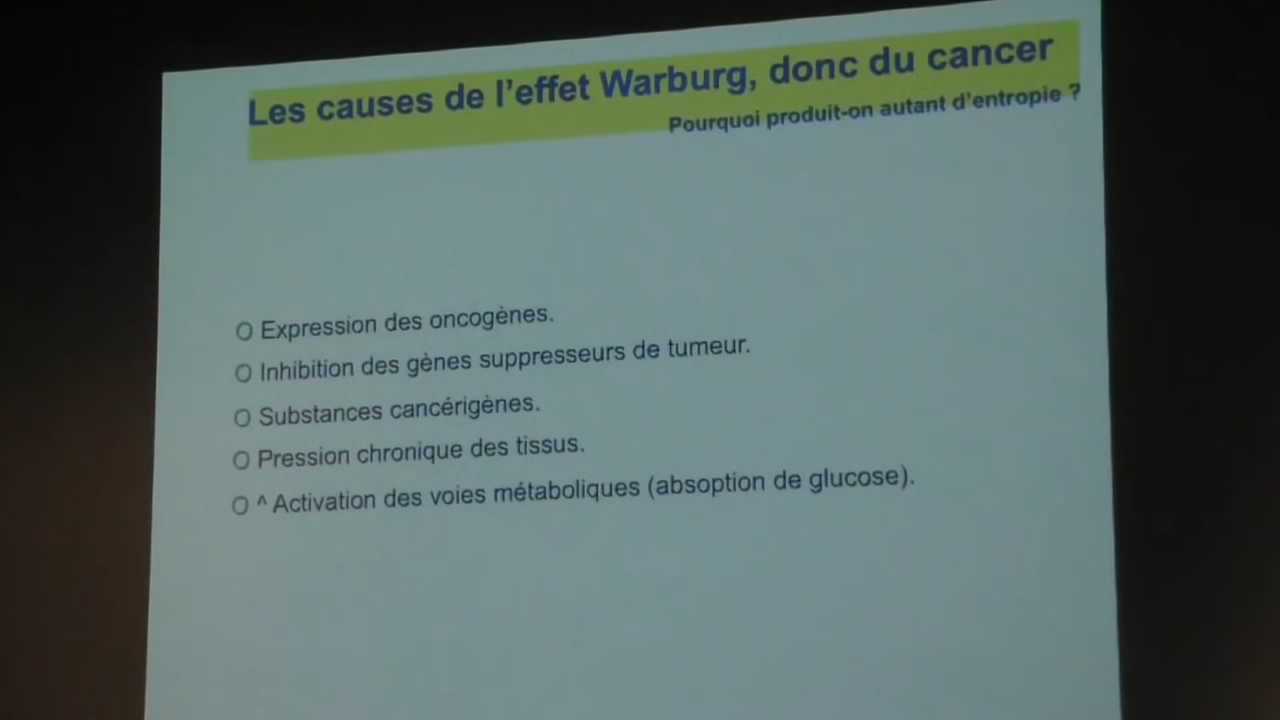 Les causes de l'effet Warburg, donc du cancer
Pourquoi produit-on autant d'entropie ?
O Expression des oncogènes.
O Inhibition des gènes suppresseurs de tumeur.
O Substances cancérigènes.
O Pression chronique des tissus.
O ^ Activation des voies métaboliques (absoption de glucose).